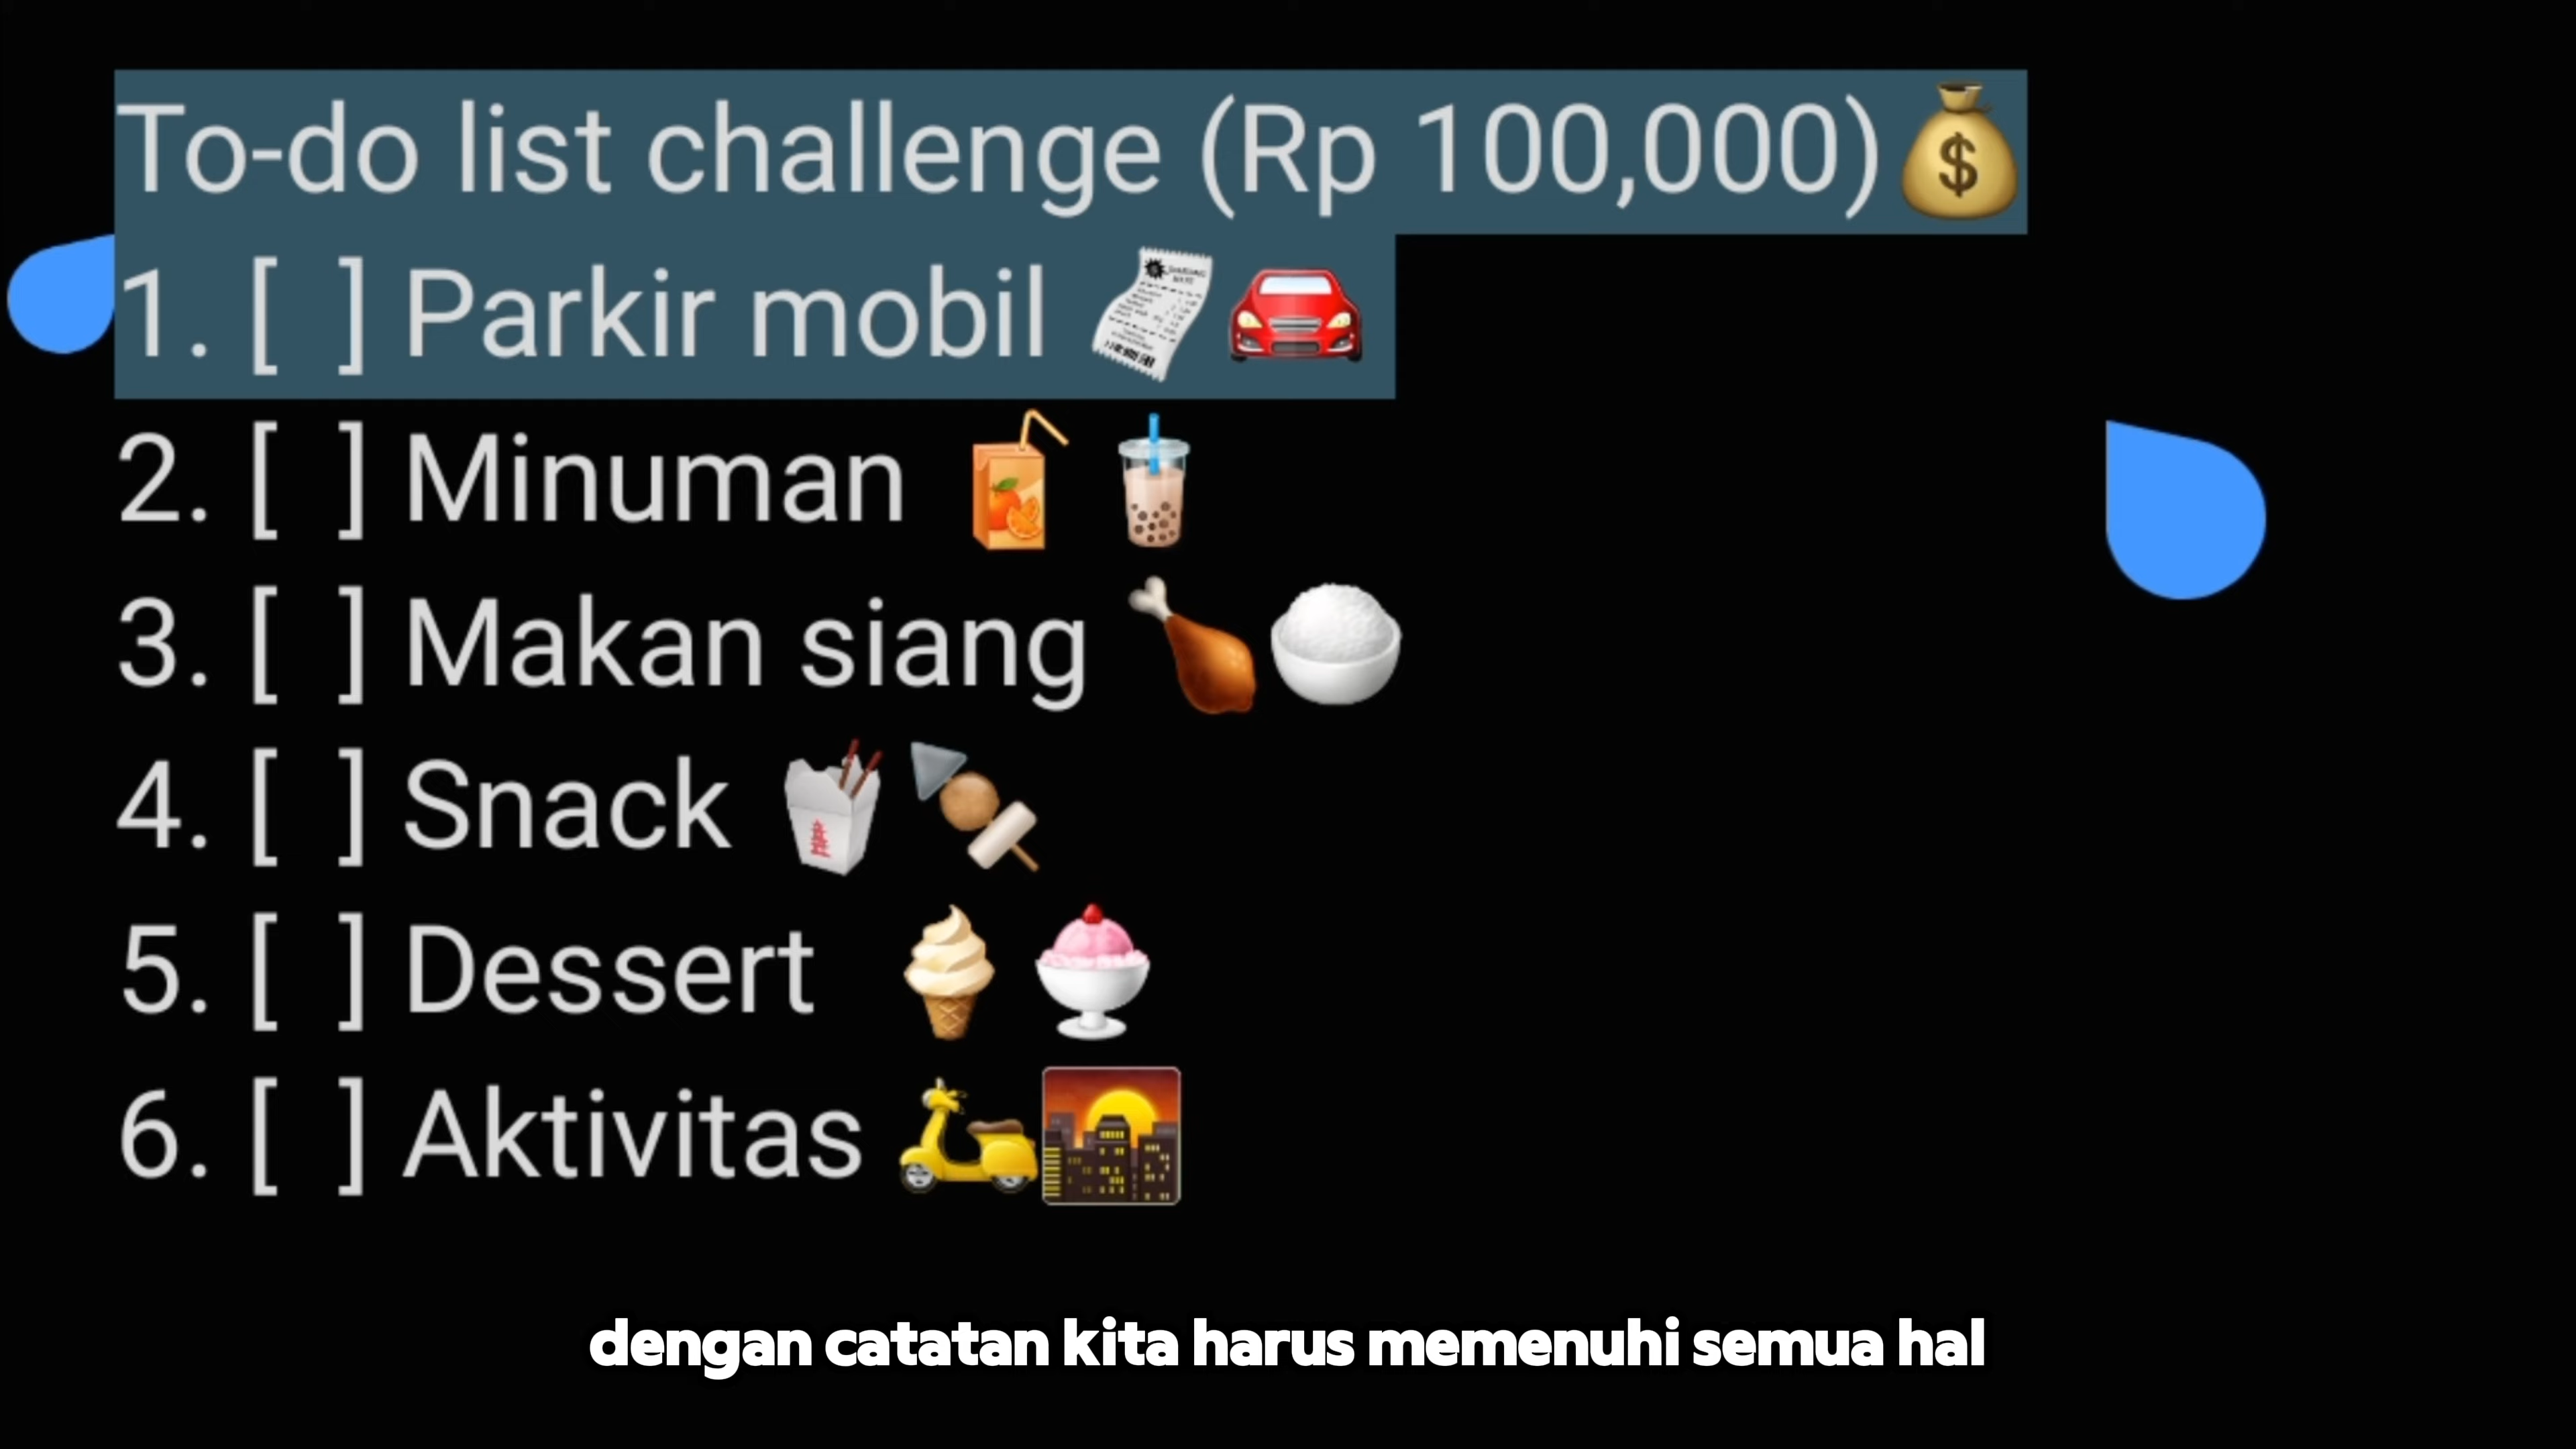 To-do list challenge (Rp 100,000)💰
1. [ ] Parkir mobil 🧾🚗
2. [ ] Minuman 🧃 🧋
3. [ ] Makan siang 🍗🍚
4. [ ] Snack 🥡🍢
5. [ ] Dessert 🍦 🍨
6. [ ] Aktivitas 🛵🌇
dengan catatan kita harus memenuhi semua hal